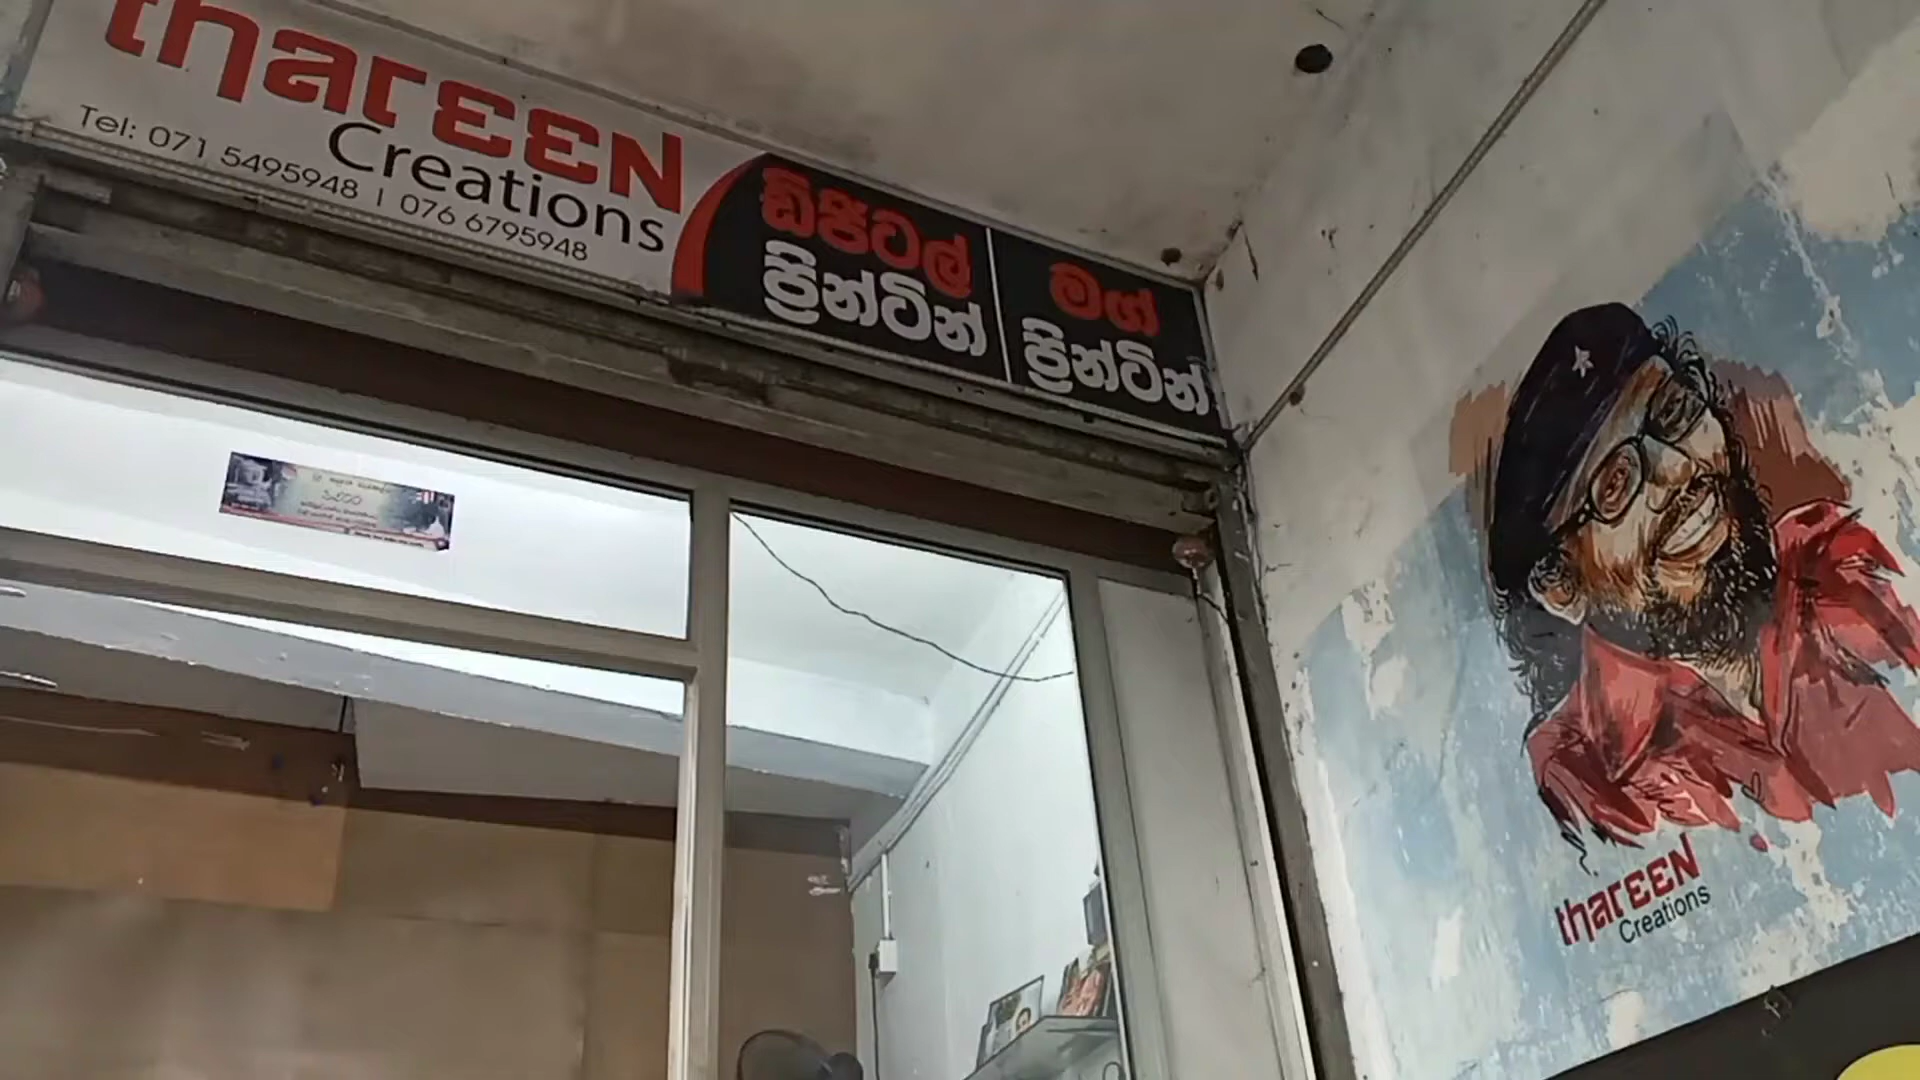 thareen
Creations
Tel: 071 5495948 | 076 6795948
ඩිජිටල්
ප්‍රින්ටින්
මග්
ප්‍රින්ටින්
thareen
Creations